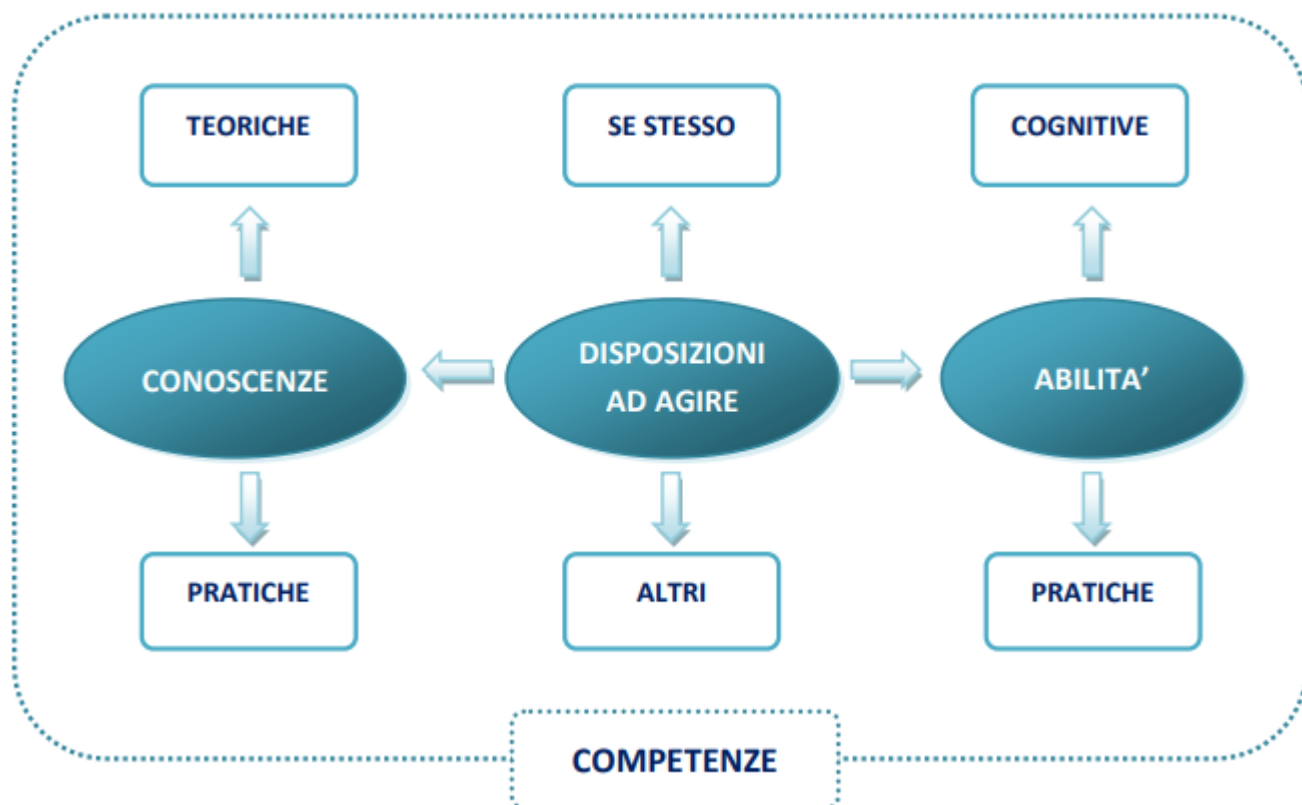 TEORICHE
SE STESSO
COGNITIVE
CONOSCENZE
DISPOSIZIONI
AD AGIRE
ABILITA’
PRATICHE
ALTRI
PRATICHE
COMPETENZE